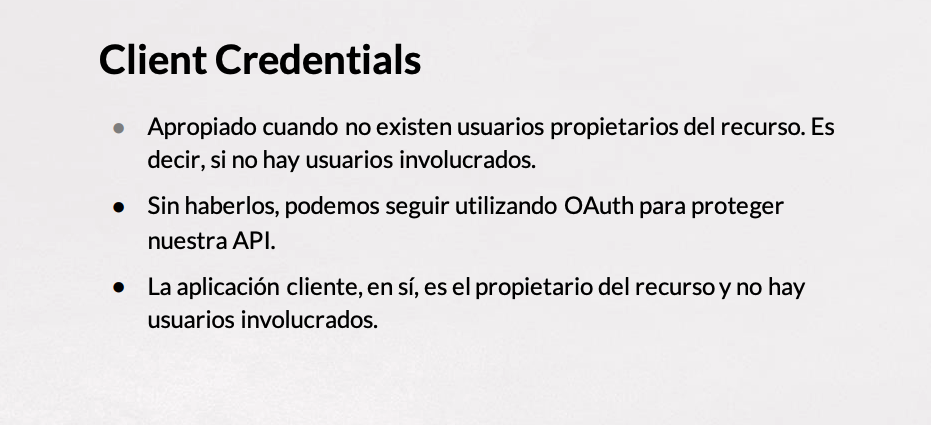 Client Credentials
● Apropiado cuando no existen usuarios propietarios del recurso. Es
decir, si no hay usuarios involucrados.
● Sin haberlos, podemos seguir utilizando OAuth para proteger
nuestra API.
● La aplicación cliente, en sí, es el propietario del recurso y no hay
usuarios involucrados.